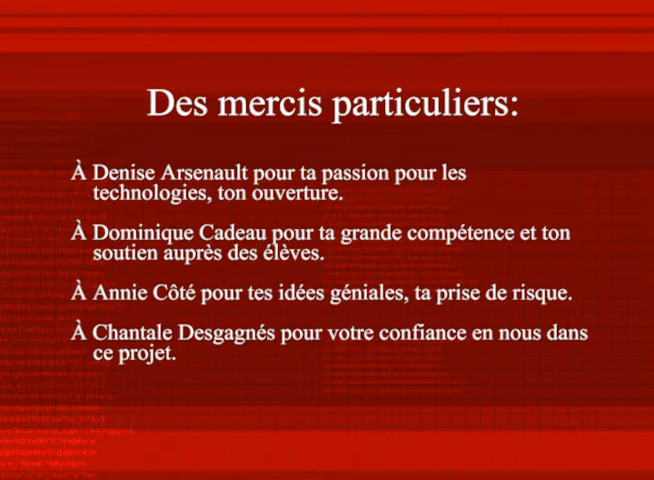 Des mercis particuliers:
À Denise Arsenault pour ta passion pour les
technologies, ton ouverture.
À Dominique Cadeau pour ta grande compétence et ton
soutien auprès des élèves.
À Annie Côté pour tes idées géniales, ta prise de risque.
À Chantale Desgagnés pour votre confiance en nous dans
ce projet.